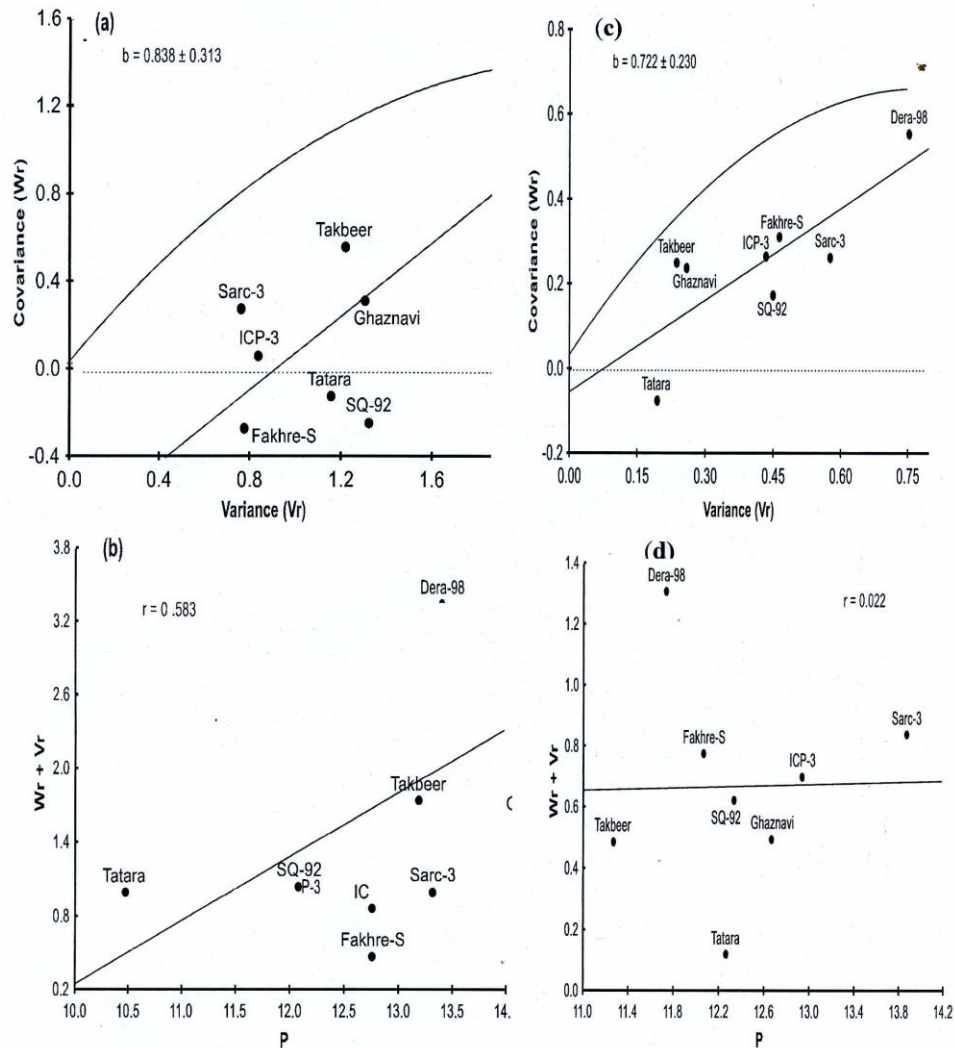 (a)
b = 0.838 ± 0.313
Covariance (Wr)
1.6
1.2
0.8
0.4
0.0
-0.4
Takbeer
Sarc-3
Ghaznavi
ICP-3
Tatara
SQ-92
Fakhre-S
0.0 0.4 0.8 1.2 1.6
Variance (Vr)
(c)
b = 0.722 ± 0.230
Covariance (Wr)
0.8
0.6
0.4
0.2
0.0
-0.2
Dera-98
Fakhre-S
Takbeer
ICP-3
Sarc-3
Ghaznavi
SQ-92
Tatara
0.00 0.15 0.30 0.45 0.60 0.75
Variance (Vr)
(b)
r = 0 .583
Wr + Vr
3.8
3.2
2.6
2.0
1.4
0.8
0.2
Dera-98
Takbeer
Tatara
SQ-92
P-3
IC
Sarc-3
Fakhre-S
10.0 10.5 11.0 11.5 12.0 12.5 13.0 13.5 14.
P
(d)
r = 0.022
Wr + Vr
1.4
1.2
1.0
0.8
0.6
0.4
0.2
0.0
Dera-98
Sarc-3
Fakhre-S
ICP-3
SQ-92
Takbeer
Ghaznavi
Tatara
11.0 11.4 11.8 12.2 12.6 13.0 13.4 13.8 14.2
P